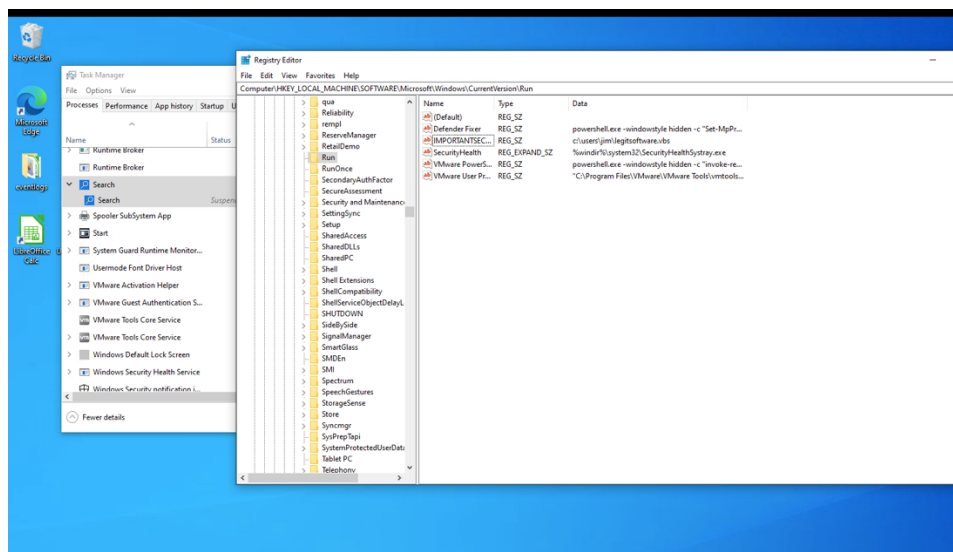 Recycle Bin
Microsoft Edge
eventlogs
LibreOffice Calc
Task Manager
File Options View
Processes Performance App history Startup U
Name Status
Runtime Broker
Runtime Broker
Search
Search Suspen
Spooler SubSystem App
Start
System Guard Runtime Monitor...
Usermode Font Driver Host
VMware Activation Helper
VMware Guest Authentication S...
VMware Tools Core Service
VMware Tools Core Service
Windows Default Lock Screen
Windows Security Health Service
Windows Security notification i...
Fewer details
Registry Editor
File Edit View Favorites Help
Computer\HKEY_LOCAL_MACHINE\SOFTWARE\Microsoft\Windows\CurrentVersion\Run
qua
Reliability
rempl
ReserveManager
RetailDemo
Run
RunOnce
SecondaryAuthFactor
SecureAssessment
Security and Maintenance
SettingSync
Setup
SharedAccess
SharedDLLs
SharedPC
Shell
Shell Extensions
ShellCompatibility
ShellServiceObjectDelayL
SHUTDOWN
SideBySide
SignalManager
SmartGlass
SMDEn
SMI
Spectrum
SpeechGestures
StorageSense
Store
Syncmgr
SysPrepTapi
SystemProtectedUserData
Tablet PC
Telephony
Name Type Data
(Default) REG_SZ
Defender Fixer REG_SZ powershell.exe -windowstyle hidden -c "Set-MpPr...
IMPORTANTSEC... REG_SZ c:\users\jim\legitsoftware.vbs
SecurityHealth REG_EXPAND_SZ %windir%\system32\SecurityHealthSystray.exe
VMware PowerS... REG_SZ powershell.exe -windowstyle hidden -c "invoke-re...
VMware User Pr... REG_SZ "C:\Program Files\VMware\VMware Tools\vmtools...